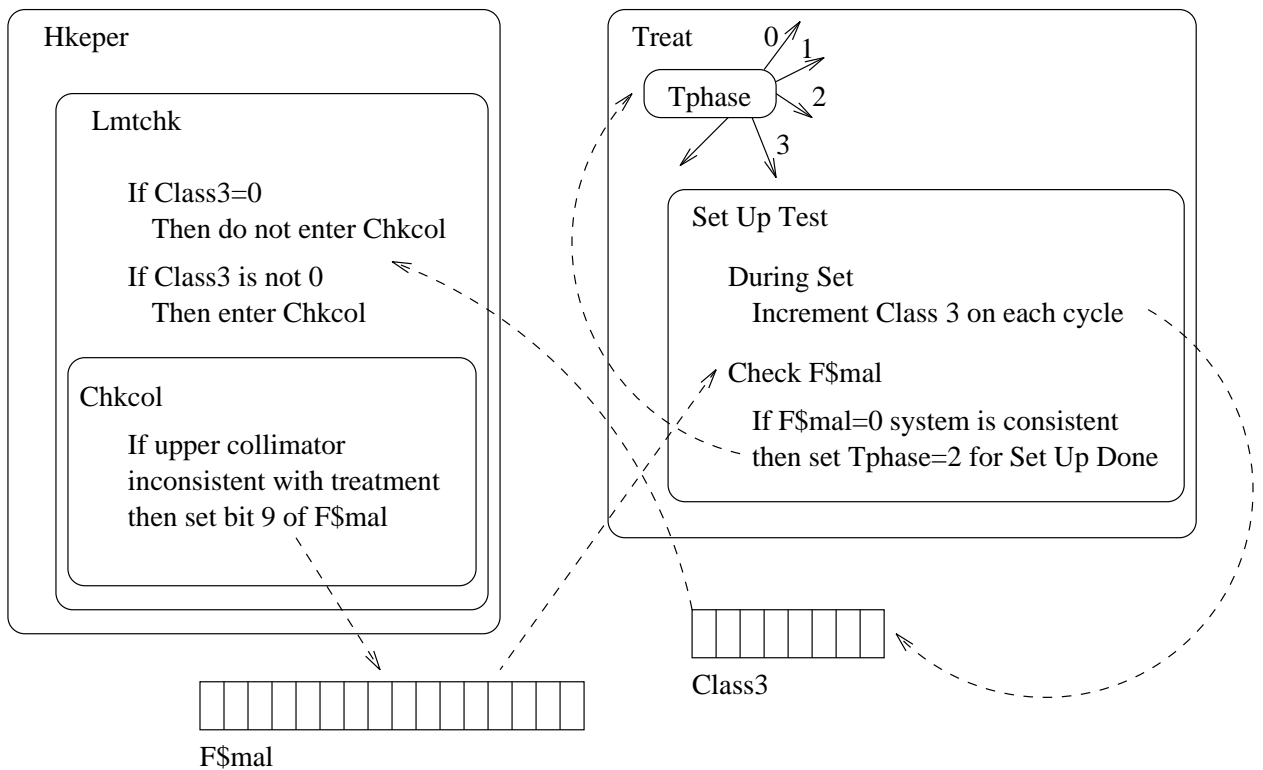 Hkeper
Lmtchk
If Class3=0
Then do not enter Chkcol
If Class3 is not 0
Then enter Chkcol
Chkcol
If upper collimator
inconsistent with treatment
then set bit 9 of F$mal
F$mal
Treat
Tphase
0
1
2
3
Set Up Test
During Set
Increment Class 3 on each cycle
Check F$mal
If F$mal=0 system is consistent
then set Tphase=2 for Set Up Done
Class3